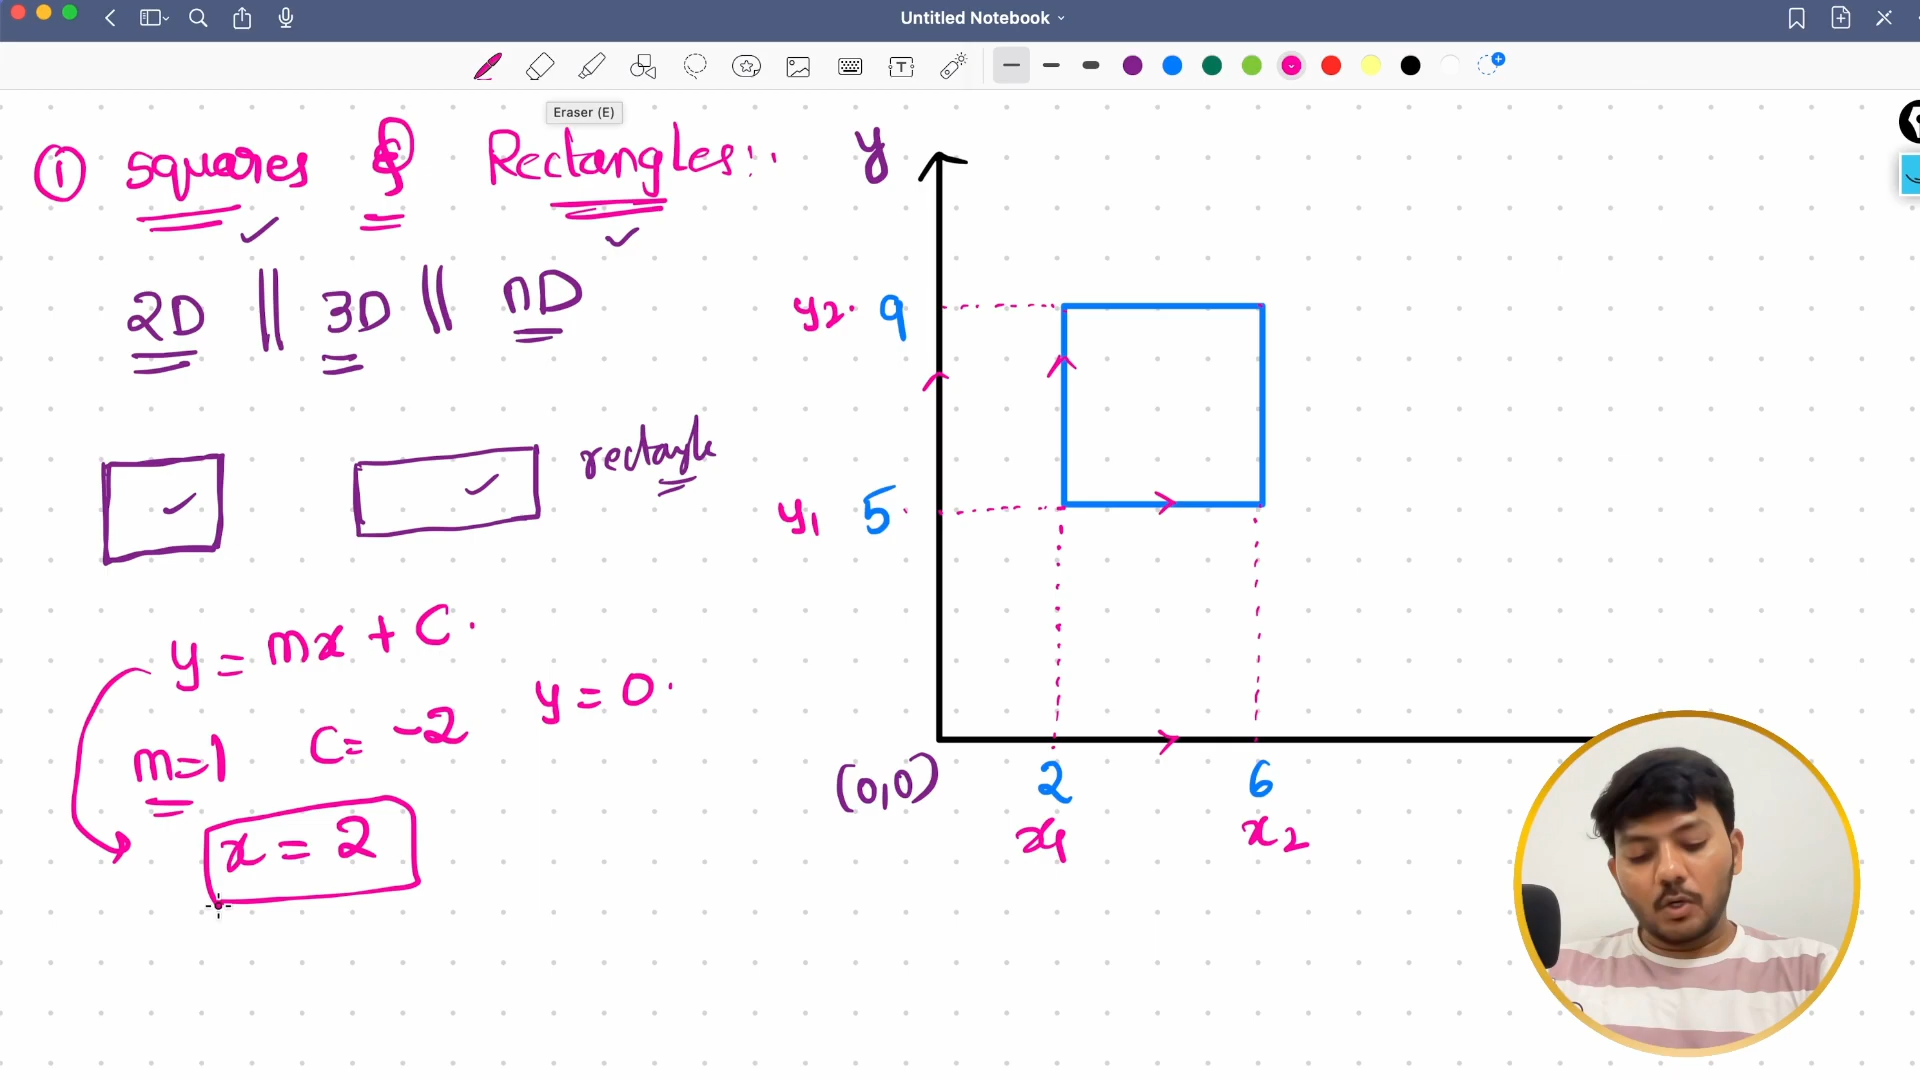 Untitled Notebook
Eraser (E)
① squares & Rectangles:.
2D || 3D || nD
rectangle
y = mx + C.
m=1 C= -2 y = 0.
x = 2
y
y2. 9
y1 5
(0,0) 2 6
x1 x2